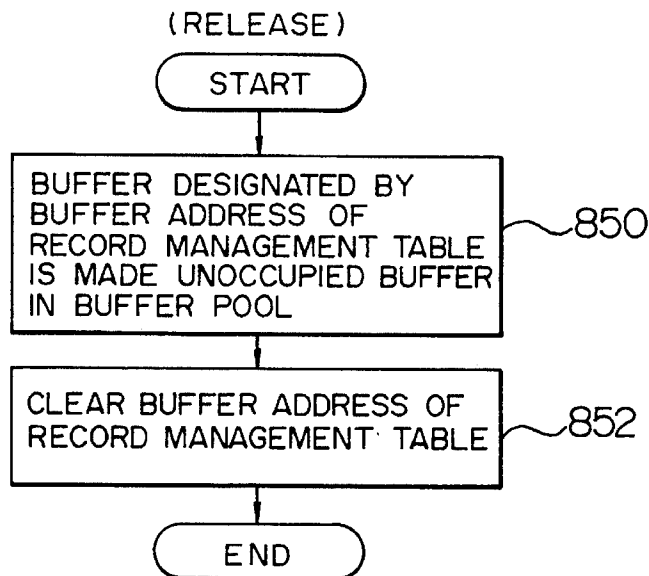 (RELEASE)
START
BUFFER DESIGNATED BY
BUFFER ADDRESS OF
RECORD MANAGEMENT TABLE
IS MADE UNOCCUPIED BUFFER
IN BUFFER POOL
850
CLEAR BUFFER ADDRESS OF
RECORD MANAGEMENT TABLE
852
END